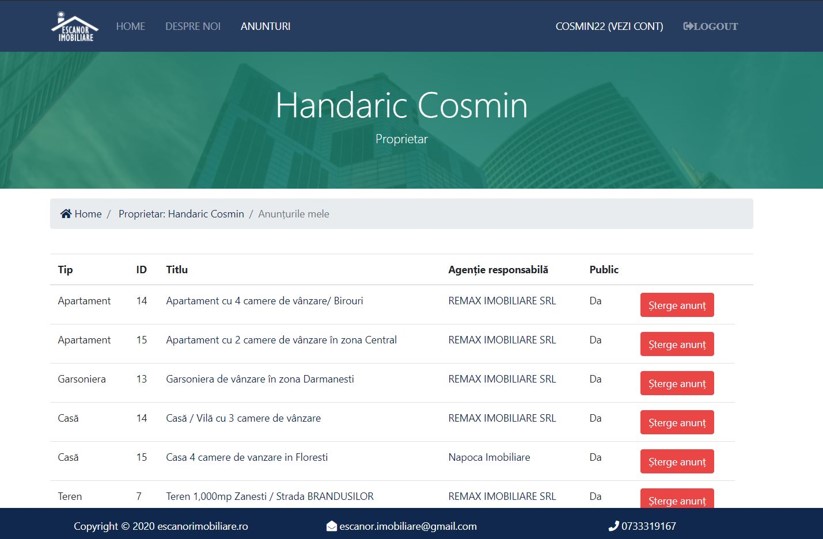 ESCANOR
IMOBILIARE
HOME DESPRE NOI ANUNTURI COSMIN22 (VEZI CONT) LOGOUT
Handaric Cosmin
Proprietar
Home / Proprietar: Handaric Cosmin / Anunțurile mele
Tip ID Titlu Agenție responsabilă Public
Apartament 14 Apartament cu 4 camere de vânzare/ Birouri REMAX IMOBILIARE SRL Da Șterge anunț
Apartament 15 Apartament cu 2 camere de vânzare în zona Central REMAX IMOBILIARE SRL Da Șterge anunț
Garsoniera 13 Garsoniera de vânzare în zona Darmanesti REMAX IMOBILIARE SRL Da Șterge anunț
Casă 14 Casă / Vilă cu 3 camere de vânzare REMAX IMOBILIARE SRL Da Șterge anunț
Casă 15 Casa 4 camere de vanzare in Floresti Napoca Imobiliare Da Șterge anunț
Teren 7 Teren 1,000mp Zanesti / Strada BRANDUSILOR REMAX IMOBILIARE SRL Da Șterge anunț
Copyright © 2020 escanorimobiliare.ro escanor.imobiliare@gmail.com 0733319167